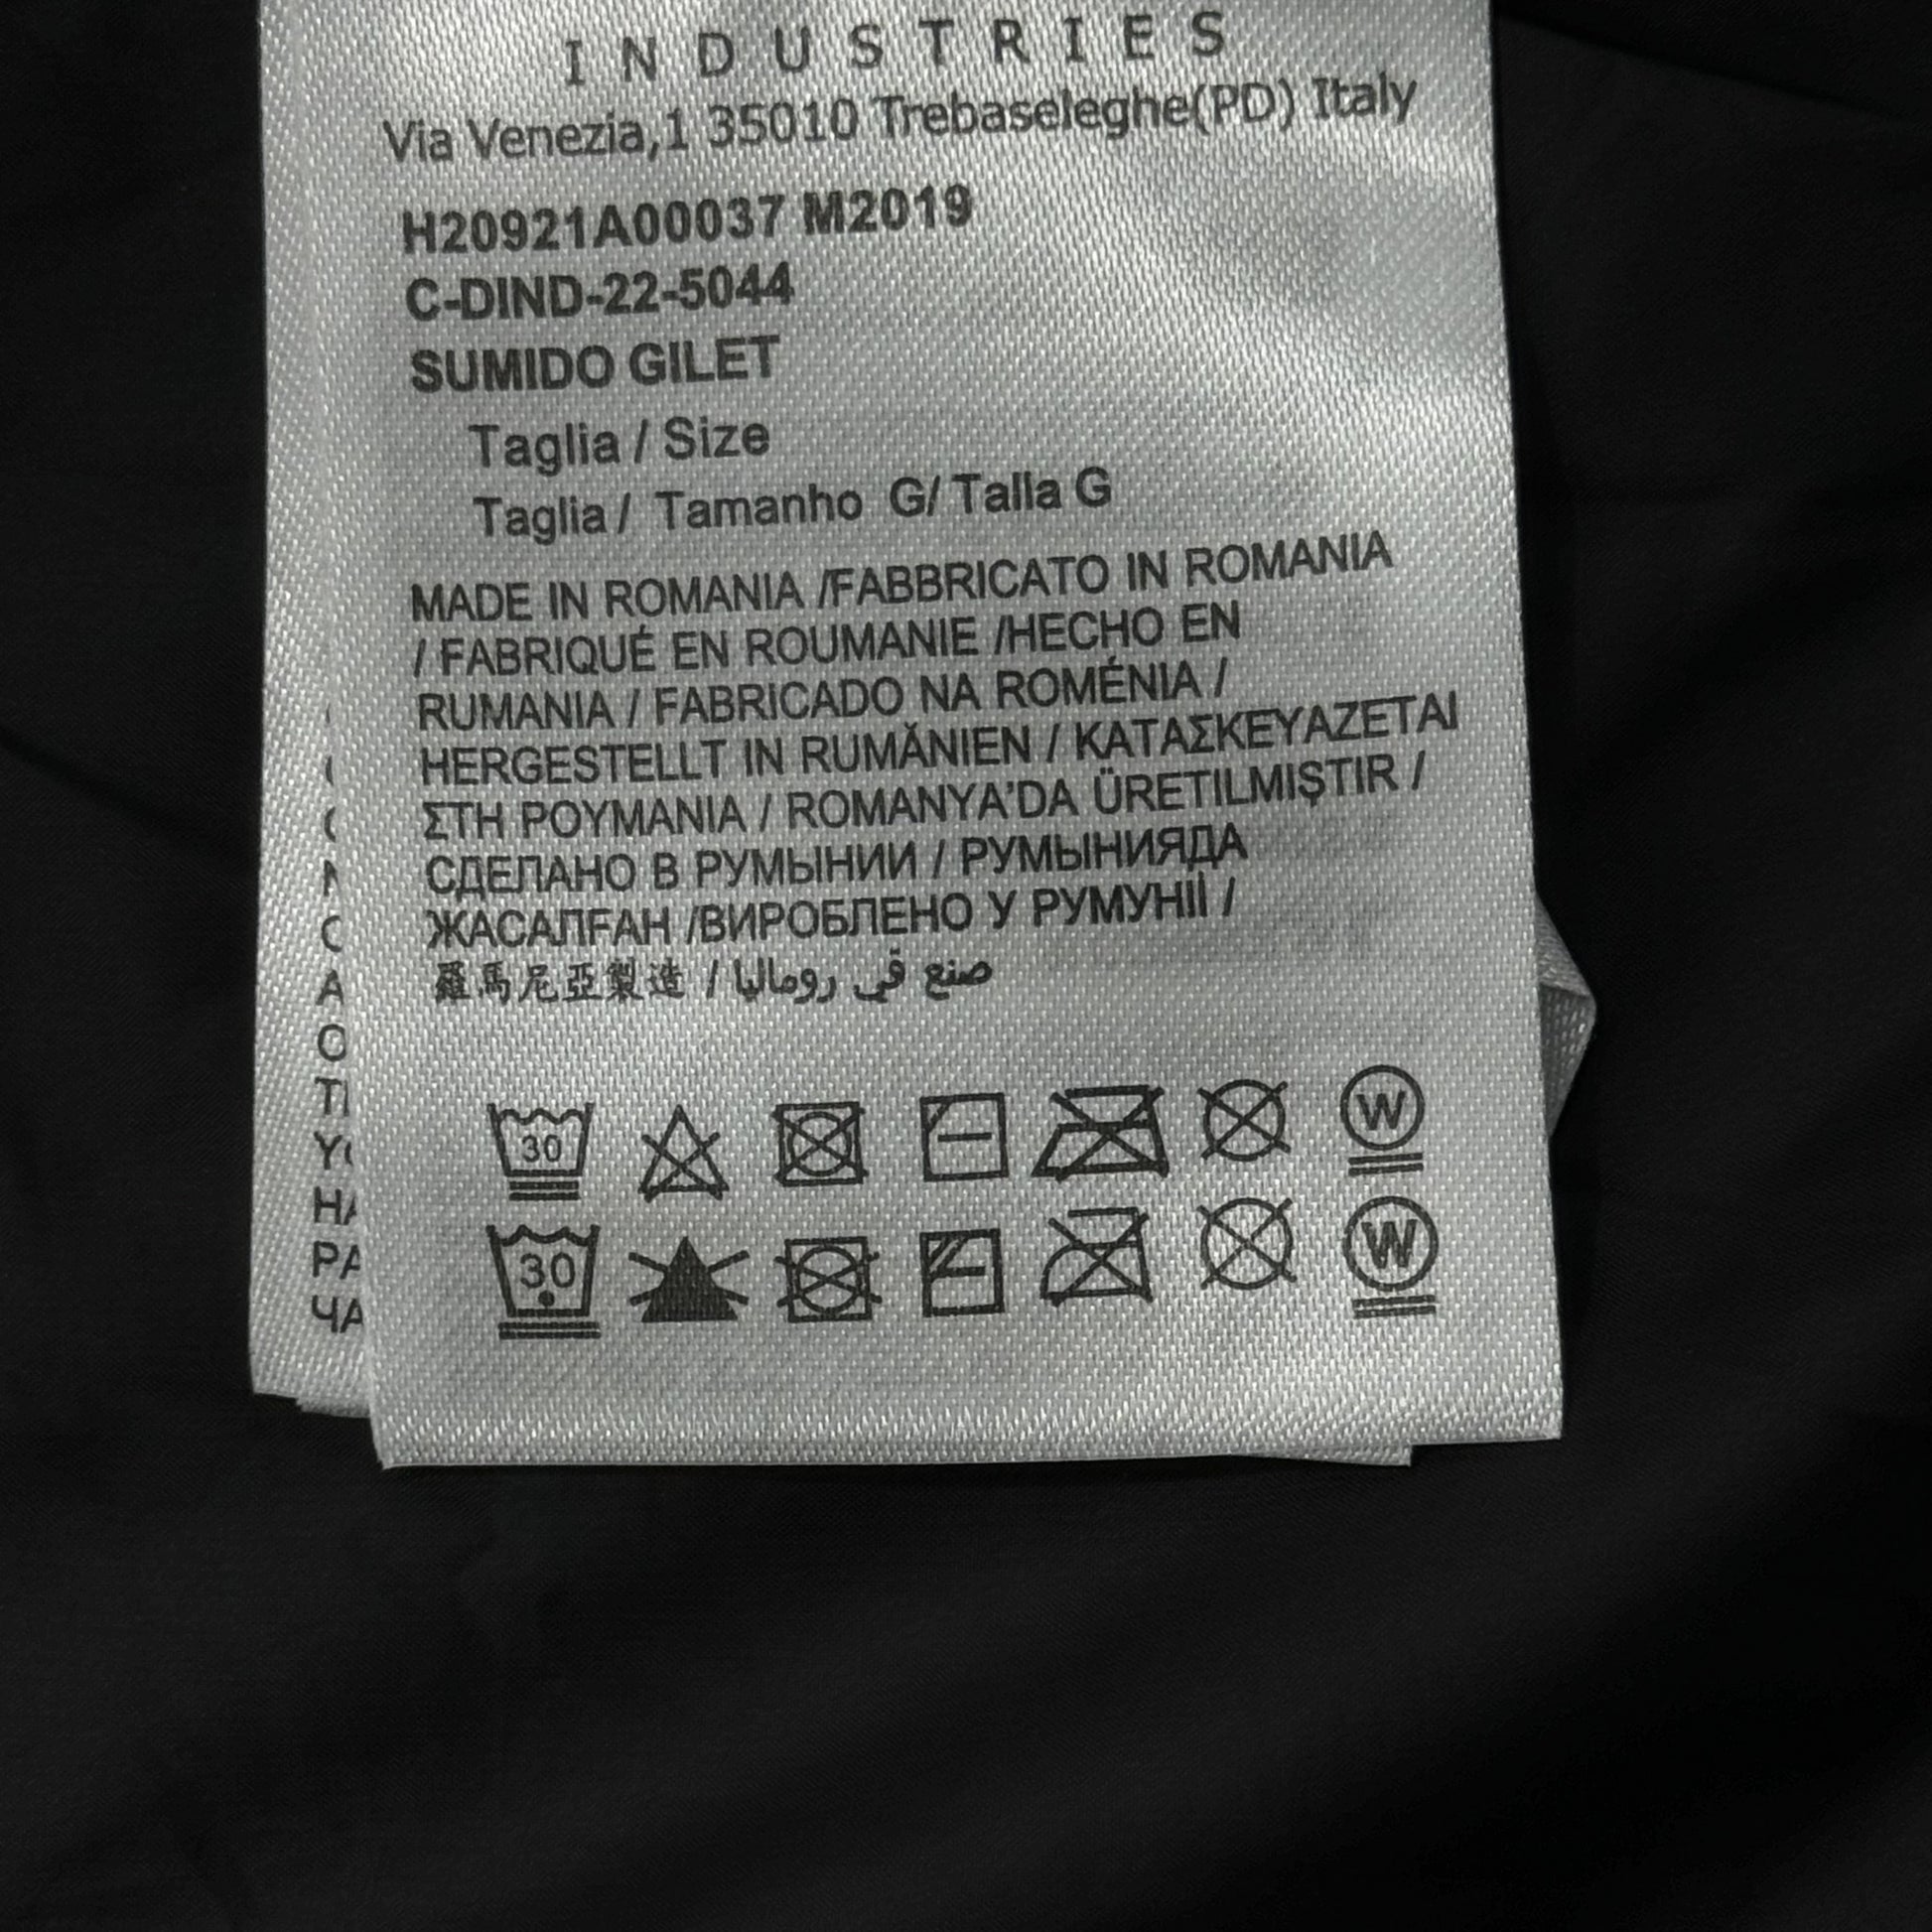 INDUSTRIES
Via Venezia,1 35010 Trebaseleghe(PD) Italy
H20921A00037 M2019
C-DIND-22-5044
SUMIDO GILET
Taglia / Size
Taglia / Tamanho G/ Talla G
MADE IN ROMANIA /FABBRICATO IN ROMANIA
/ FABRIQUÉ EN ROUMANIE /HECHO EN
RUMANIA / FABRICADO NA ROMÉNIA /
HERGESTELLT IN RUMĂNIEN / ΚΑΤΑΣΚΕΥΑΖΕΤΑΙ
ΣΤΗ ΡΟΥΜΑΝΙΑ / ROMANYA'DA ÜRETILMIŞTIR /
СДЕЛАНО В РУМЫНИИ / РУМЫНИЯДА
ЖАСАЛҒАН /ВИРОБЛЕНО У РУМУНІЇ /
羅馬尼亞製造 / صنع في روماليا
30 W
30 W